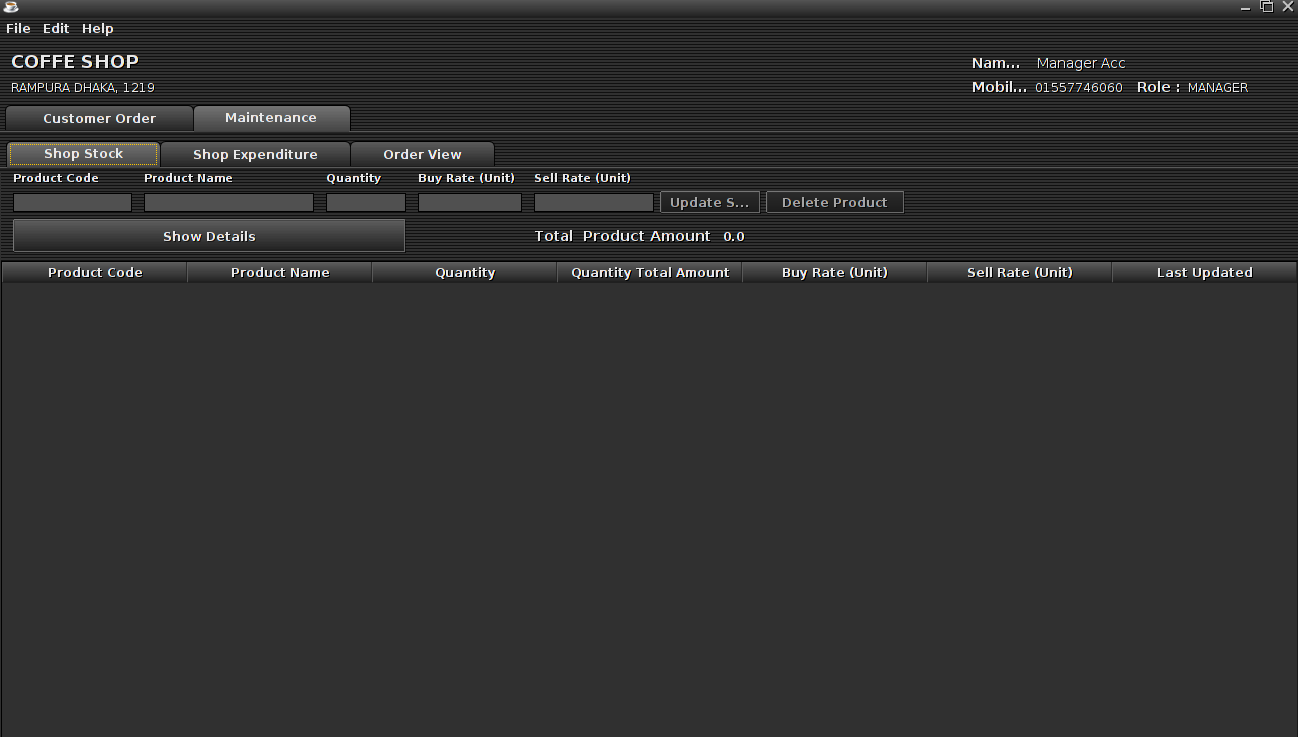 File Edit Help
COFFE SHOP
Nam... Manager Acc
RAMPURA DHAKA, 1219
Mobil... 01557746060 Role : MANAGER
Customer Order Maintenance
Shop Stock Shop Expenditure Order View
Product Code Product Name Quantity Buy Rate (Unit) Sell Rate (Unit)
Update S... Delete Product
Show Details Total Product Amount 0.0
Product Code Product Name Quantity Quantity Total Amount Buy Rate (Unit) Sell Rate (Unit) Last Updated